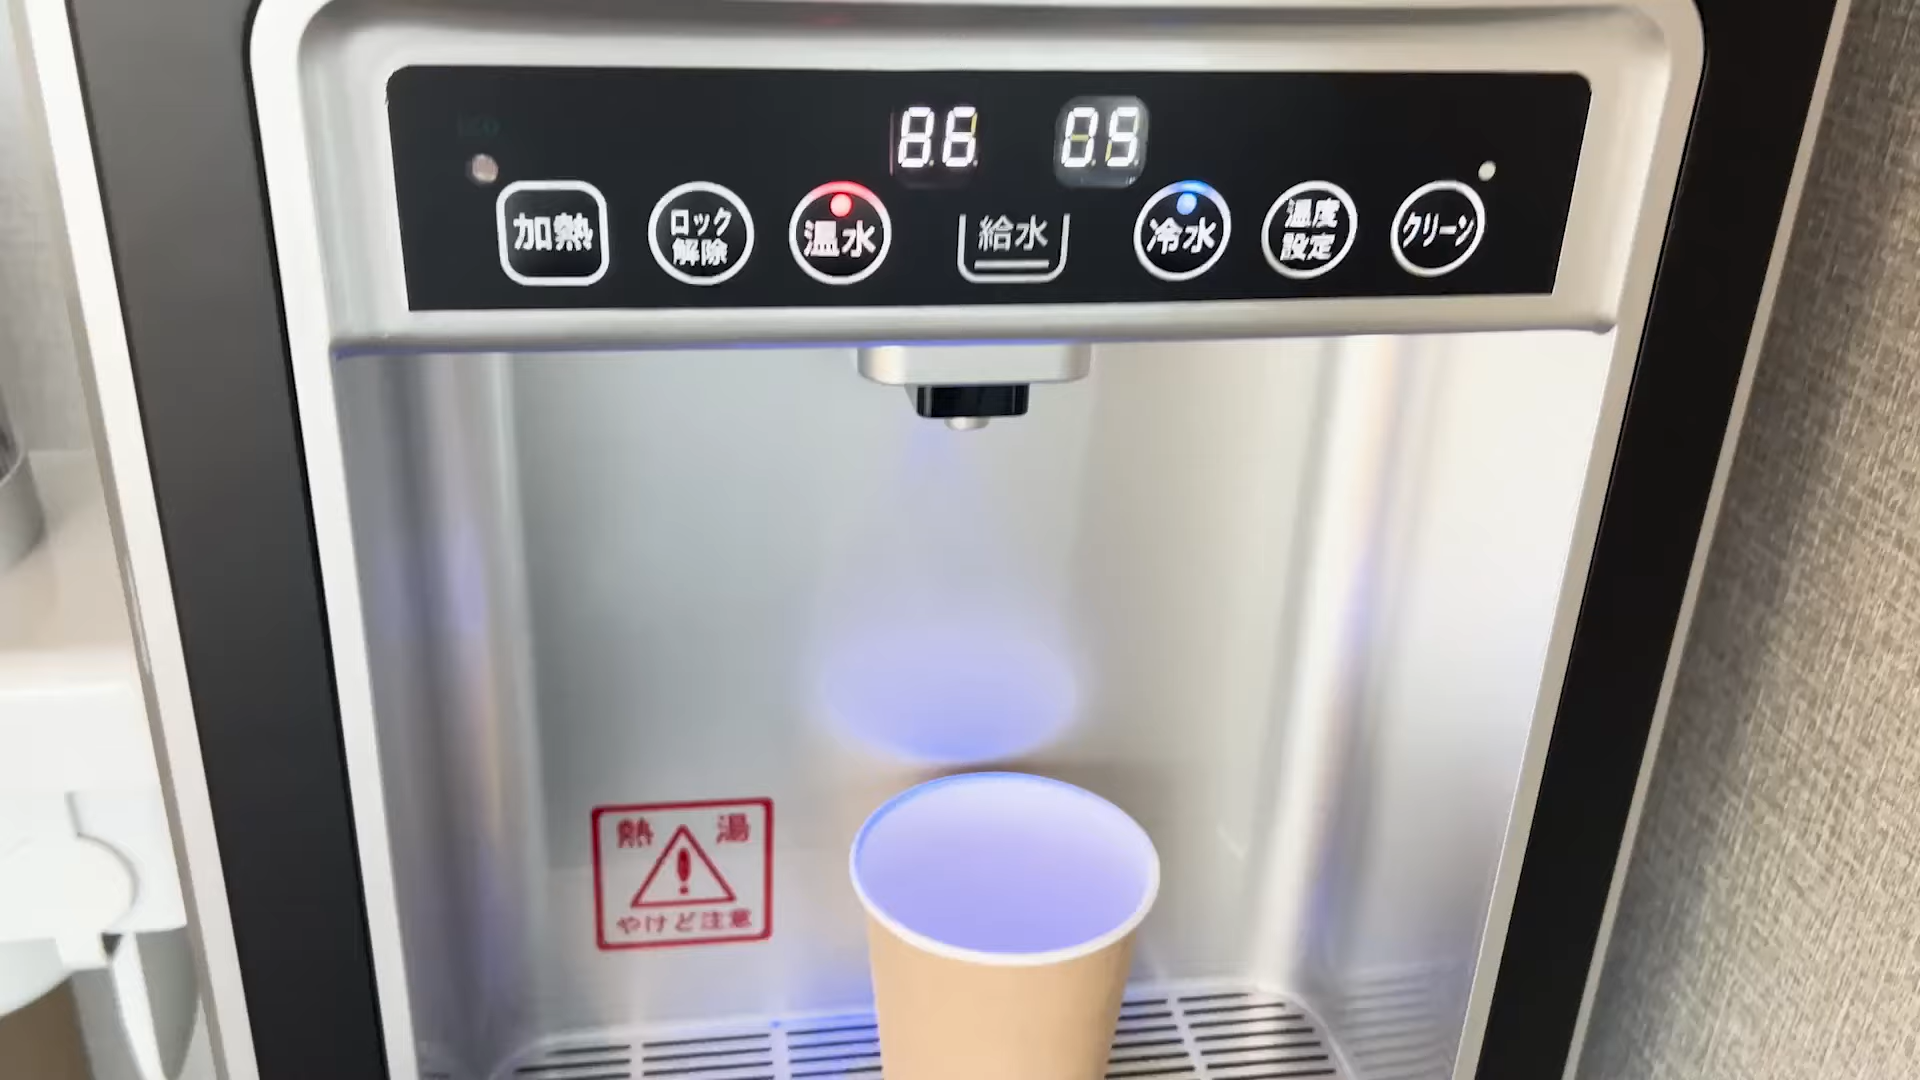 86 05
加熱
ロック
解除
温水
給水
冷水
温度
設定
クリーン
熱 湯
やけど注意